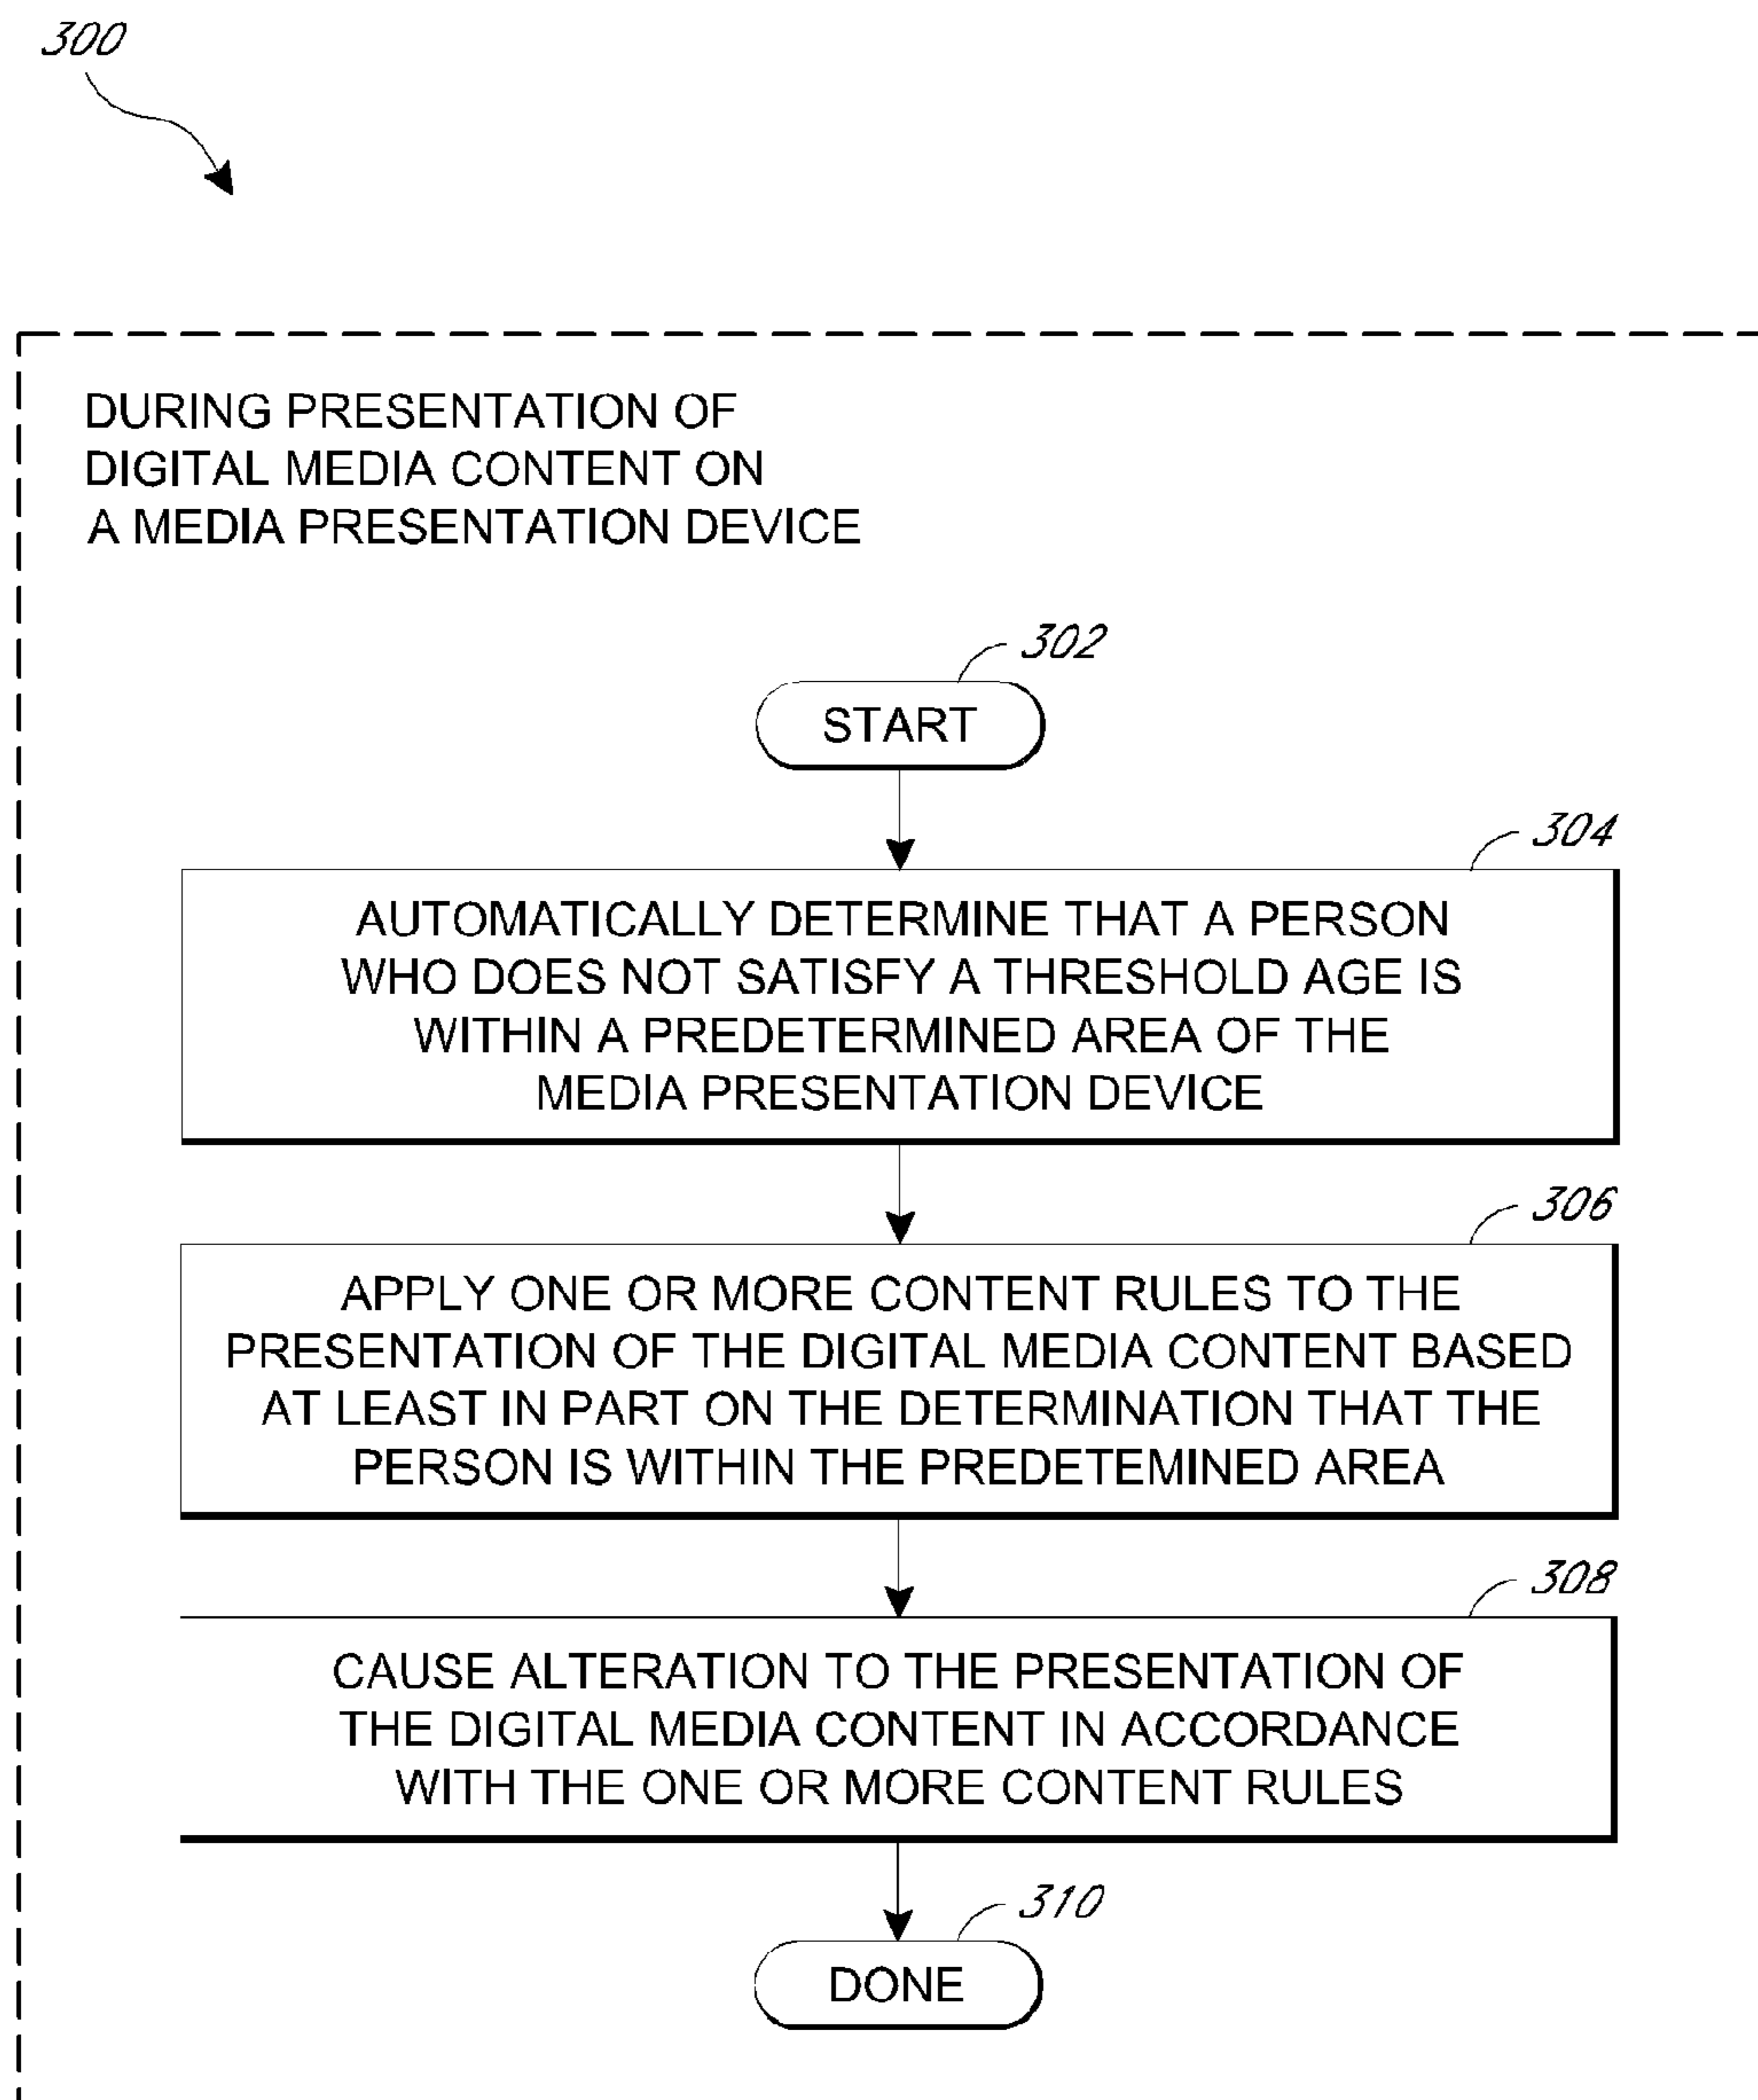 300
DURING PRESENTATION OF
DIGITAL MEDIA CONTENT ON
A MEDIA PRESENTATION DEVICE
302
START
304
AUTOMATICALLY DETERMINE THAT A PERSON
WHO DOES NOT SATISFY A THRESHOLD AGE IS
WITHIN A PREDETERMINED AREA OF THE
MEDIA PRESENTATION DEVICE
306
APPLY ONE OR MORE CONTENT RULES TO THE
PRESENTATION OF THE DIGITAL MEDIA CONTENT BASED
AT LEAST IN PART ON THE DETERMINATION THAT THE
PERSON IS WITHIN THE PREDETEMINED AREA
308
CAUSE ALTERATION TO THE PRESENTATION OF
THE DIGITAL MEDIA CONTENT IN ACCORDANCE
WITH THE ONE OR MORE CONTENT RULES
310
DONE